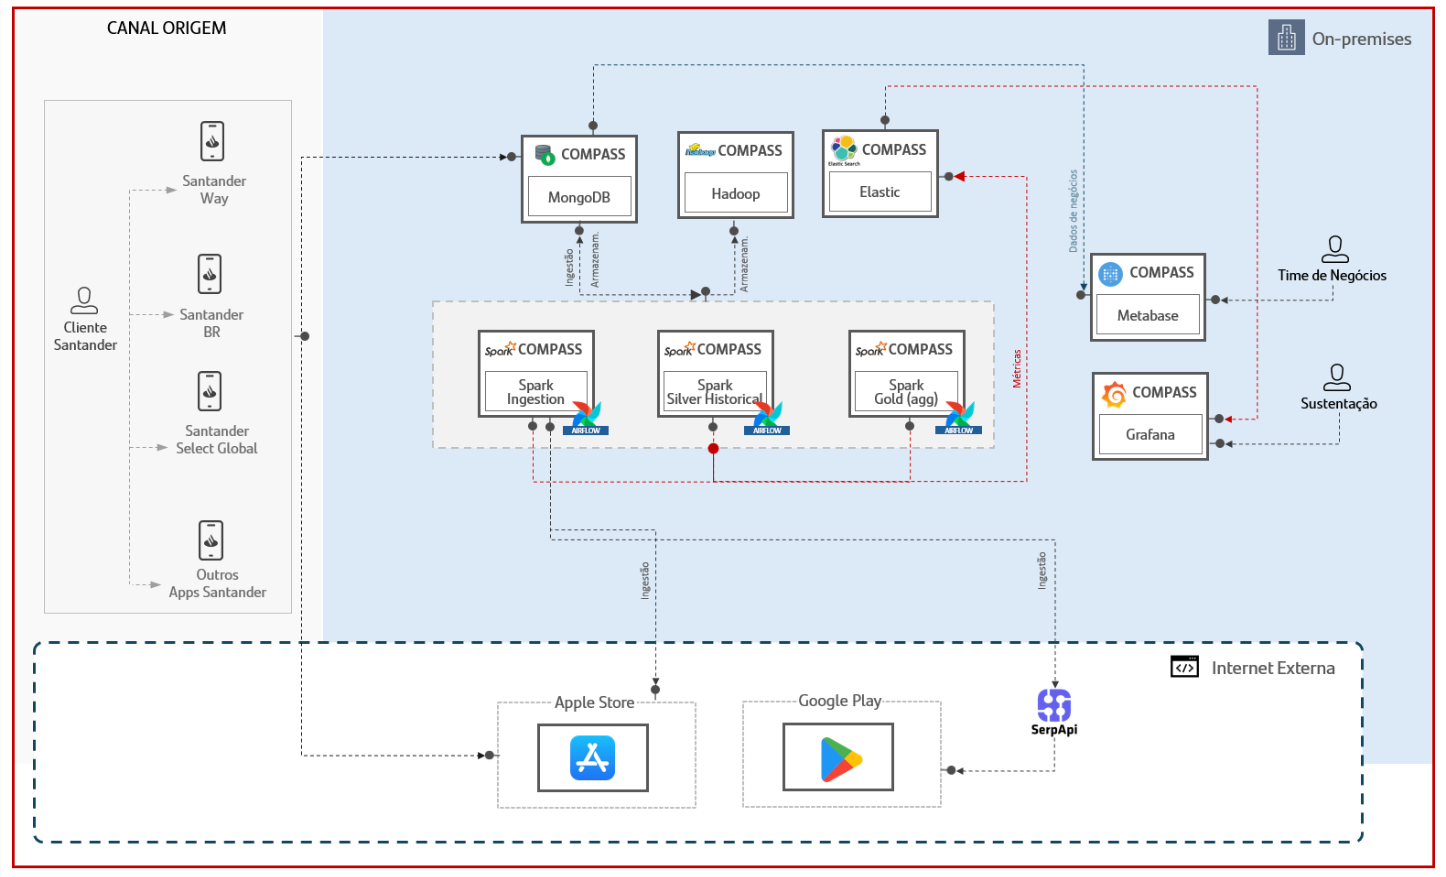 CANAL ORIGEM
On-premises
Santander
Way
Santander
BR
Cliente
Santander
Santander
Select Global
Outros
Apps Santander
COMPASS
MongoDB
hadoop
COMPASS
Hadoop
Elastic Search
COMPASS
Elastic
Ingestão
Armazenam.
Armazenam.
Dados de negócios
COMPASS
Metabase
Time de Negócios
COMPASS
Grafana
Sustentação
Spark
COMPASS
Spark
Ingestion
AIRFLOW
Spark
COMPASS
Spark
Silver Historical
AIRFLOW
Spark
COMPASS
Spark
Gold (agg)
AIRFLOW
Métricas
Ingestão
Ingestão
Internet Externa
Apple Store
Google Play
SerpApi